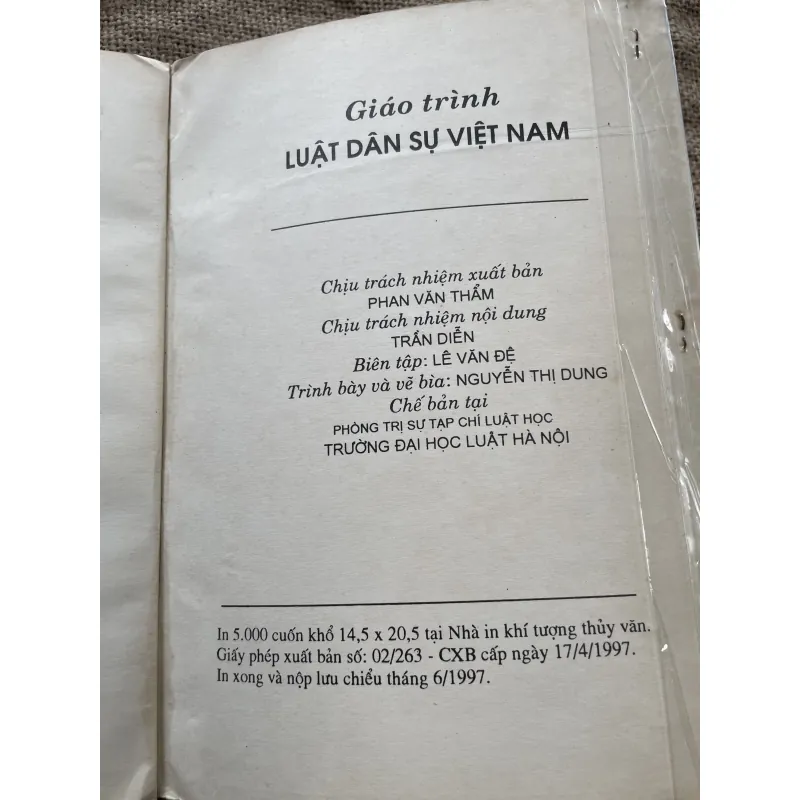 Giáo trình
LUẬT DÂN SỰ VIỆT NAM
Chịu trách nhiệm xuất bản
PHAN VĂN THẨM
Chịu trách nhiệm nội dung
TRẦN DIỄN
Biên tập: LÊ VĂN ĐỆ
Trình bày và vẽ bìa: NGUYỄN THỊ DUNG
Chế bản tại
PHÒNG TRỊ SỰ TẠP CHÍ LUẬT HỌC
TRƯỜNG ĐẠI HỌC LUẬT HÀ NỘI
In 5.000 cuốn khổ 14,5 x 20,5 tại Nhà in khí tượng thủy văn.
Giấy phép xuất bản số: 02/263 - CXB cấp ngày 17/4/1997.
In xong và nộp lưu chiểu tháng 6/1997.